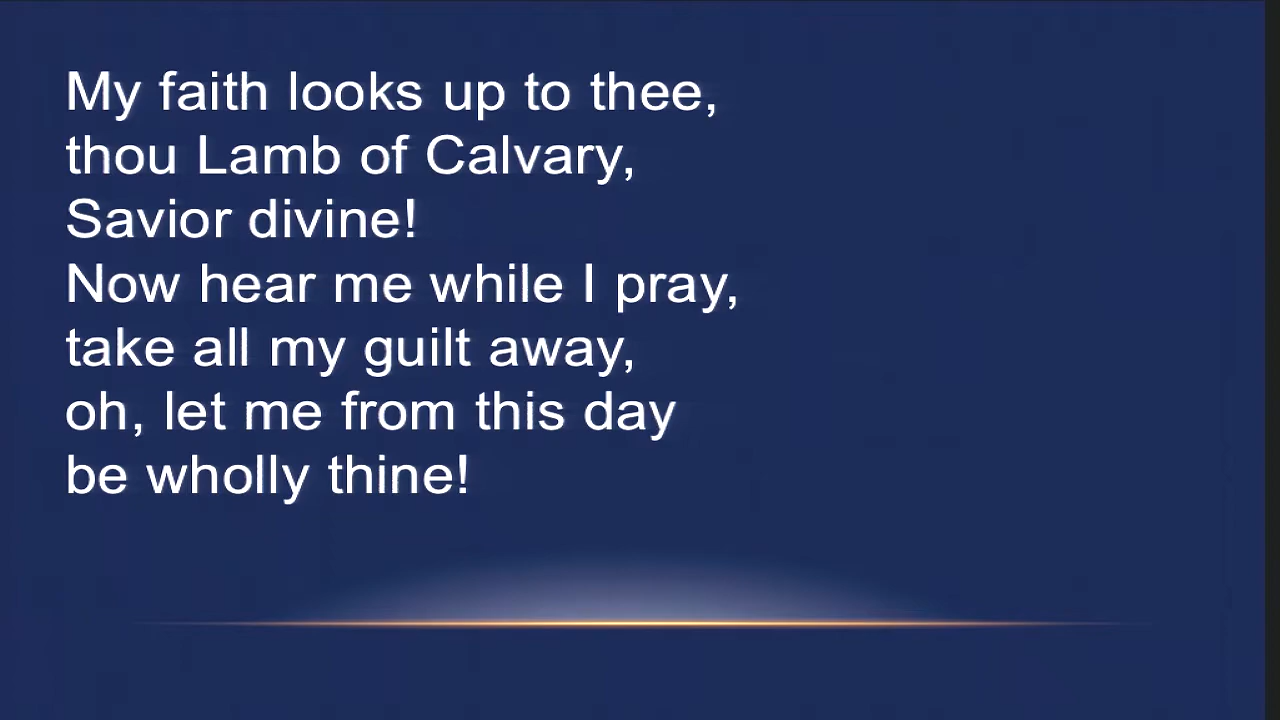 My faith looks up to thee,
thou Lamb of Calvary,
Savior divine!
Now hear me while I pray,
take all my guilt away,
oh, let me from this day
be wholly thine!